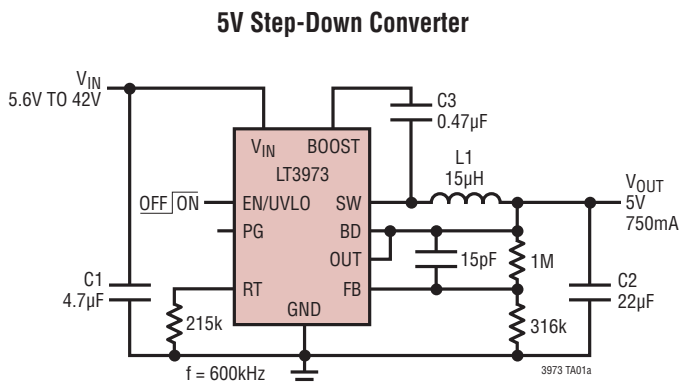 5V Step-Down Converter
VIN
5.6V TO 42V
C3
0.47µF
VIN
BOOST
LT3973
L1
15µH
VOUT
5V
750mA
OFF ON
EN/UVLO
SW
PG
BD
OUT
15pF
1M
C1
4.7µF
RT
FB
C2
22µF
GND
215k
316k
f = 600kHz
3973 TA01a